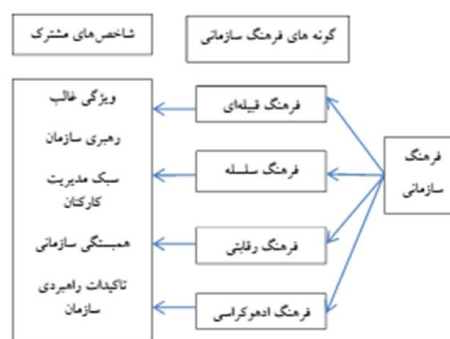 گونه های فرهنگ سازمانی
شاخص‌های مشترک
فرهنگ
سازمانی
فرهنگ قبیله‌ای
فرهنگ سلسله
فرهنگ رقابتی
فرهنگ ادهوکراسی
ویژگی غالب
رهبری سازمان
سبک مدیریت
کارکنان
همبستگی سازمانی
تاکیدات راهبردی
سازمان